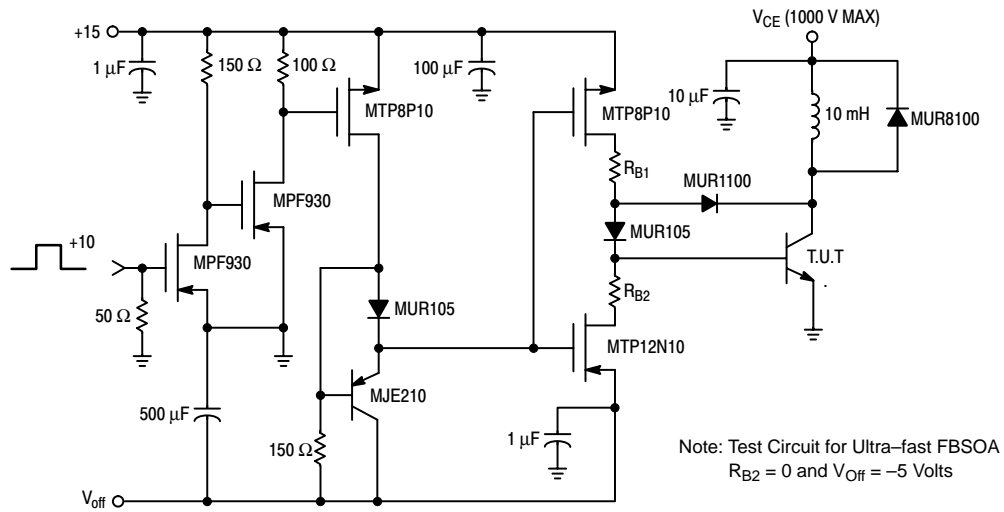 V_CE (1000 V MAX)
+15
1 µF
150 Ω
100 Ω
MTP8P10
100 µF
MTP8P10
10 µF
10 mH
MUR8100
R_B1
MPF930
MUR1100
MUR105
+10
MPF930
T.U.T
50 Ω
R_B2
MUR105
MTP12N10
500 µF
MJE210
150 Ω
1 µF
V_off
Note: Test Circuit for Ultra–fast FBSOA
R_B2 = 0 and V_Off = –5 Volts